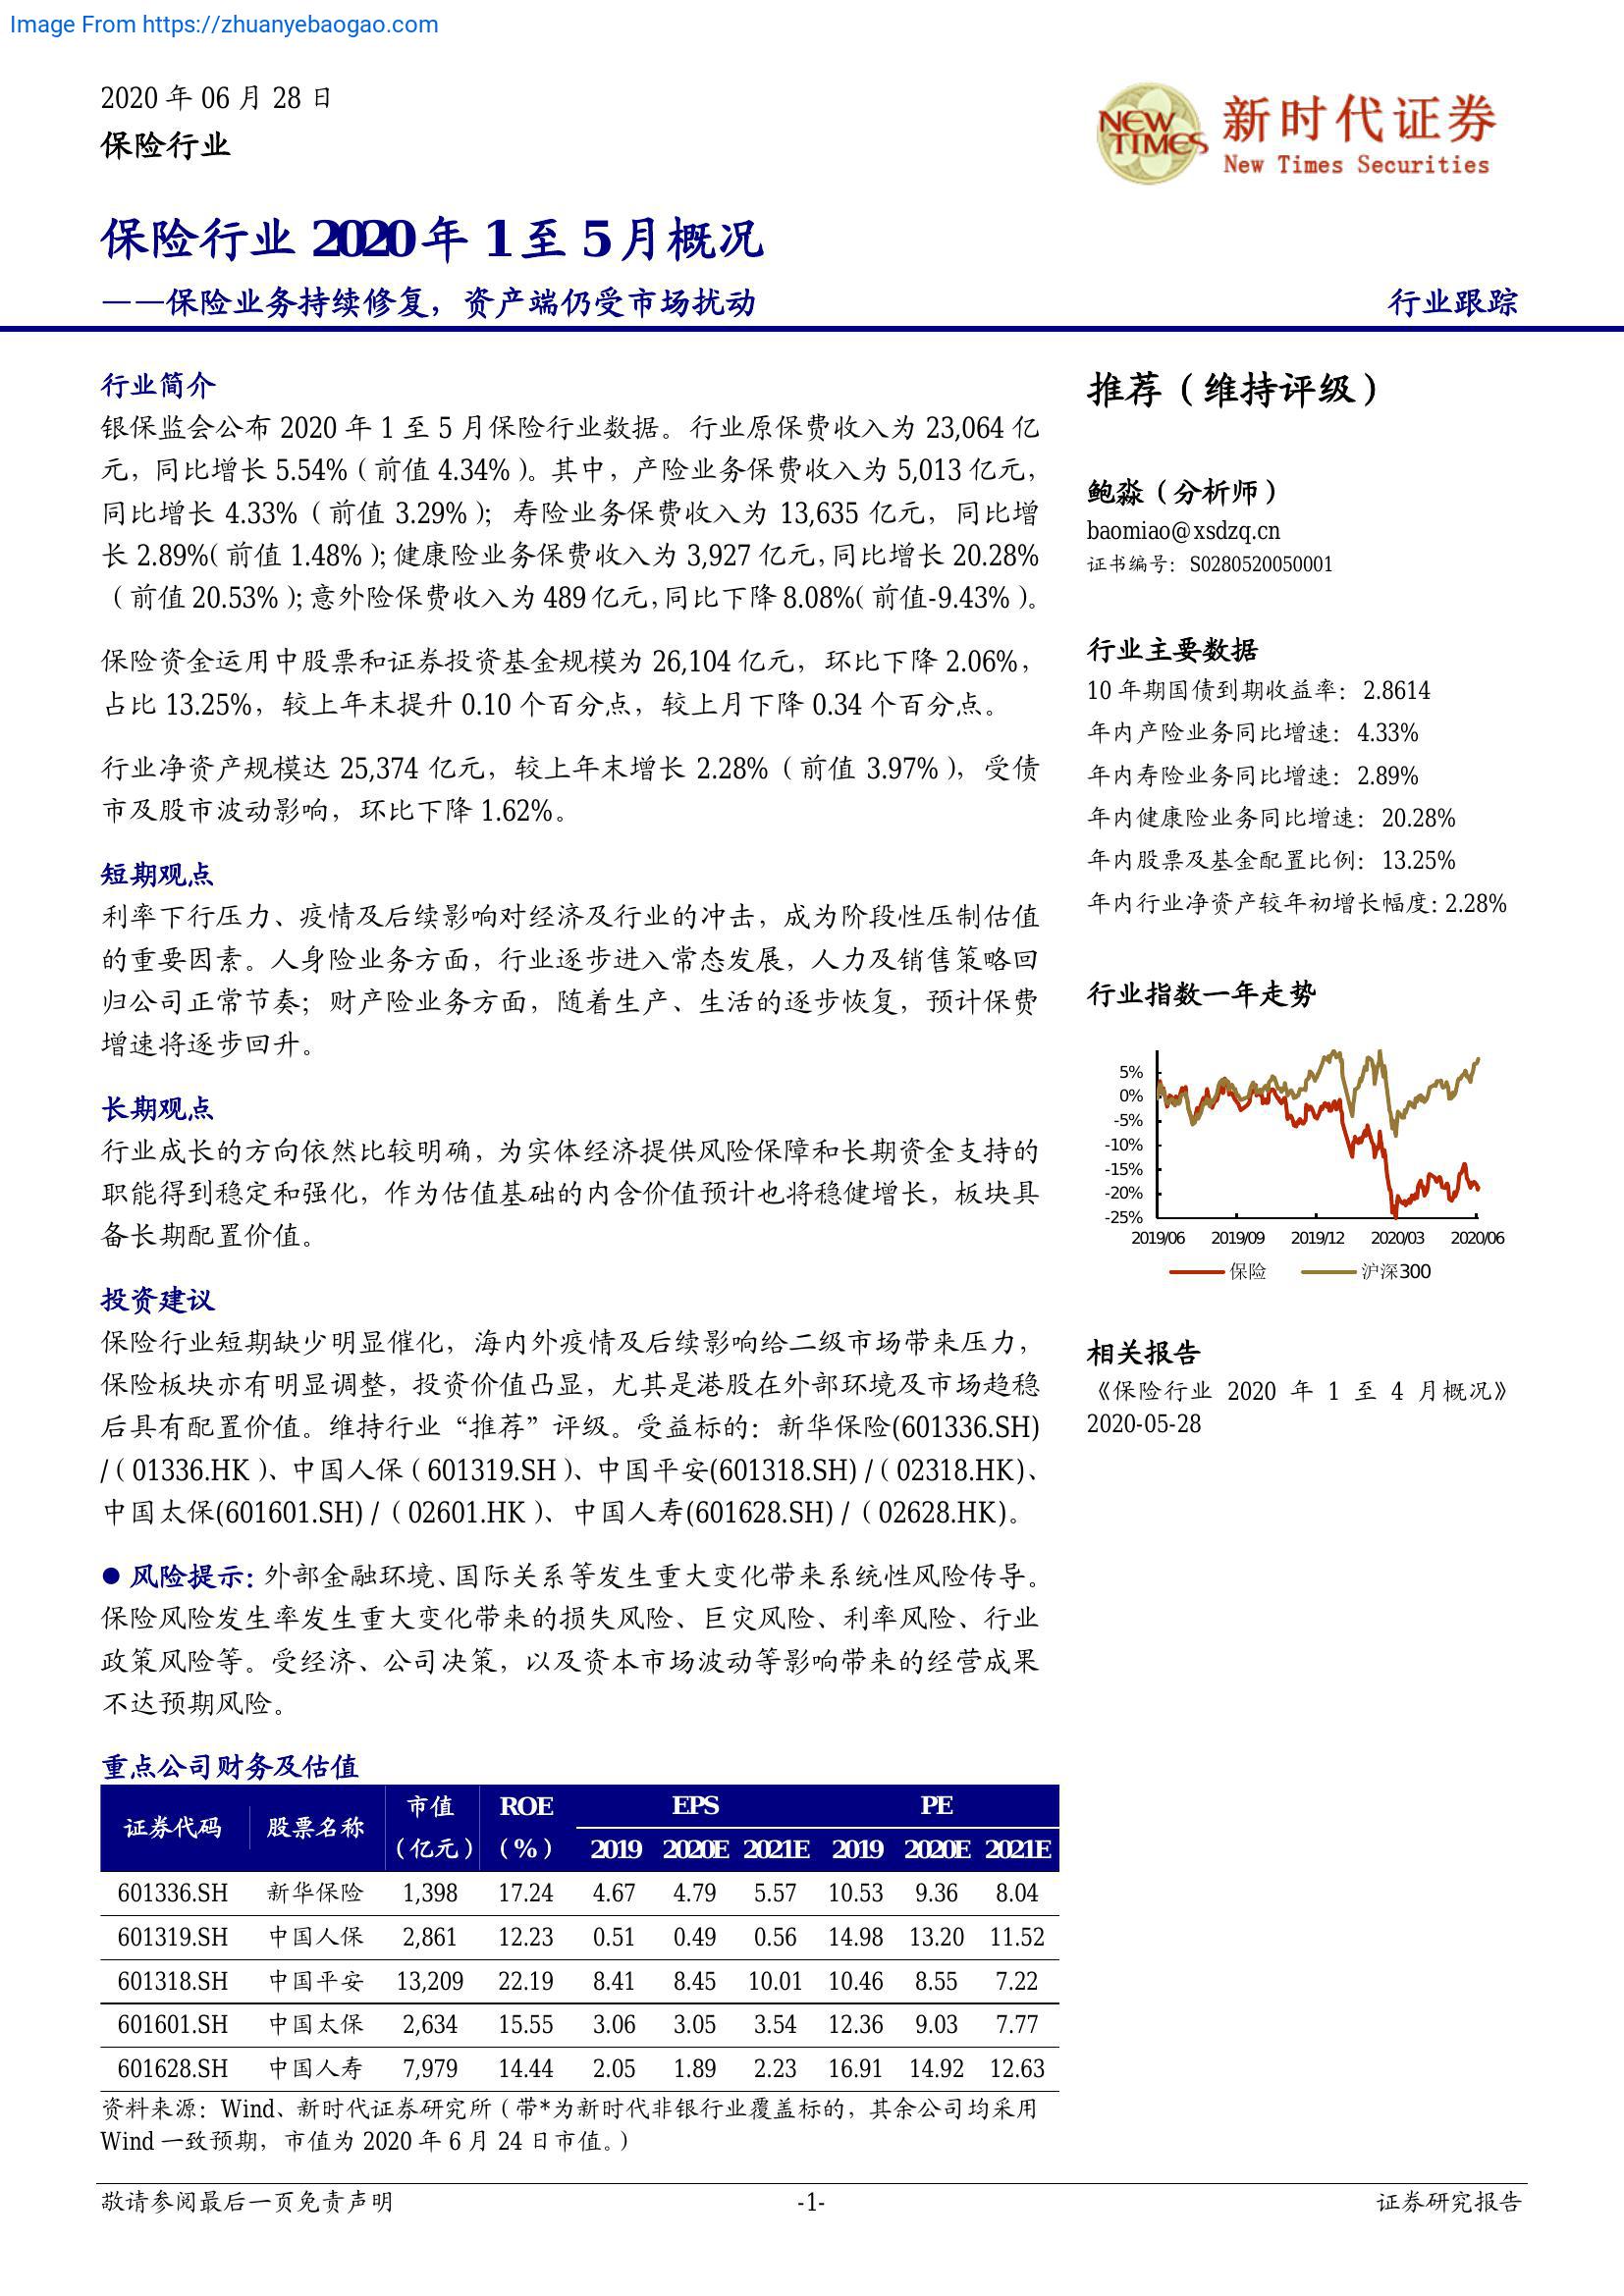 Image From https://zhuanyebaogao.com
2020 年 06 月 28 日
保险行业
NEW TIMES
新时代证券
New Times Securities
保险行业 2020 年 1 至 5 月概况
——保险业务持续修复，资产端仍受市场扰动
行业跟踪
行业简介
银保监会公布 2020 年 1 至 5 月保险行业数据。行业原保费收入为 23,064 亿
元，同比增长 5.54%（前值 4.34%）。其中，产险业务保费收入为 5,013 亿元，
同比增长 4.33%（前值 3.29%）；寿险业务保费收入为 13,635 亿元，同比增
长 2.89%（前值 1.48%）；健康险业务保费收入为 3,927 亿元，同比增长 20.28%
（前值 20.53%）；意外险保费收入为 489 亿元，同比下降 8.08%（前值-9.43%）。
保险资金运用中股票和证券投资基金规模为 26,104 亿元，环比下降 2.06%，
占比 13.25%，较上年末提升 0.10 个百分点，较上月下降 0.34 个百分点。
行业净资产规模达 25,374 亿元，较上年末增长 2.28%（前值 3.97%），受债
市及股市波动影响，环比下降 1.62%。
短期观点
利率下行压力、疫情及后续影响对经济及行业的冲击，成为阶段性压制估值
的重要因素。人身险业务方面，行业逐步进入常态发展，人力及销售策略回
归公司正常节奏；财产险业务方面，随着生产、生活的逐步恢复，预计保费
增速将逐步回升。
长期观点
行业成长的方向依然比较明确，为实体经济提供风险保障和长期资金支持的
职能得到稳定和强化，作为估值基础的内含价值预计也将稳健增长，板块具
备长期配置价值。
投资建议
保险行业短期缺少明显催化，海内外疫情及后续影响给二级市场带来压力，
保险板块亦有明显调整，投资价值凸显，尤其是港股在外部环境及市场趋稳
后具有配置价值。维持行业“推荐”评级。受益标的：新华保险(601336.SH)
/（01336.HK）、中国人保（601319.SH）、中国平安(601318.SH) /（02318.HK)、
中国太保(601601.SH) /（02601.HK）、中国人寿(601628.SH) /（02628.HK)。
● 风险提示：外部金融环境、国际关系等发生重大变化带来系统性风险传导。
保险风险发生率发生重大变化带来的损失风险、巨灾风险、利率风险、行业
政策风险等。受经济、公司决策，以及资本市场波动等影响带来的经营成果
不达预期风险。
重点公司财务及估值
证券代码 股票名称 市值（亿元） ROE（%） EPS PE
2019 2020E 2021E 2019 2020E 2021E
601336.SH 新华保险 1,398 17.24 4.67 4.79 5.57 10.53 9.36 8.04
601319.SH 中国人保 2,861 12.23 0.51 0.49 0.56 14.98 13.20 11.52
601318.SH 中国平安 13,209 22.19 8.41 8.45 10.01 10.46 8.55 7.22
601601.SH 中国太保 2,634 15.55 3.06 3.05 3.54 12.36 9.03 7.77
601628.SH 中国人寿 7,979 14.44 2.05 1.89 2.23 16.91 14.92 12.63
资料来源：Wind、新时代证券研究所（带*为新时代非银行业覆盖标的，其余公司均采用
Wind 一致预期，市值为 2020 年 6 月 24 日市值。）
推荐（维持评级）
鲍淼（分析师）
baomiao@xsdzq.cn
证书编号：S0280520050001
行业主要数据
10 年期国债到期收益率：2.8614
年内产险业务同比增速：4.33%
年内寿险业务同比增速：2.89%
年内健康险业务同比增速：20.28%
年内股票及基金配置比例：13.25%
年内行业净资产较年初增长幅度：2.28%
行业指数一年走势
5%
0%
-5%
-10%
-15%
-20%
-25%
2019/06 2019/09 2019/12 2020/03 2020/06
保险 沪深300
相关报告
《保险行业 2020 年 1 至 4 月概况》
2020-05-28
敬请参阅最后一页免责声明 -1- 证券研究报告